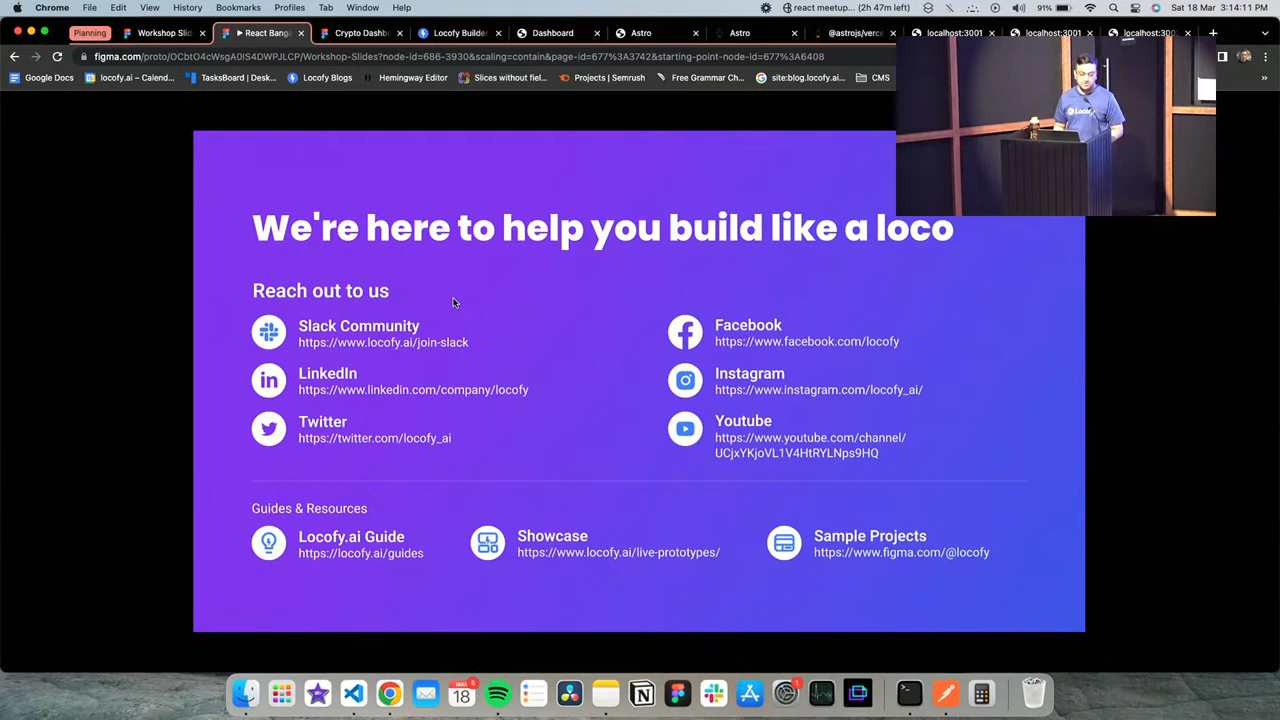 Chrome File Edit View History Bookmarks Profiles Tab Window Help
react meetup... (2h 47m left) 91% Sat 18 Mar 3:14:11 PM
Planning Workshop Slid React Banga Crypto Dashbo Locofy Builder Dashboard Astro Astro @astrojs/verce localhost:3001 localhost:3001 localhost:300
figma.com/proto/OCbtO4cWsgA0IS4DWPJLCP/Workshop-Slides?node-id=686-3930&scaling=contain&page-id=677%3A3742&starting-point-node-id=677%3A6408
Google Docs locofy.ai – Calend... TasksBoard | Desk... Locofy Blogs Hemingway Editor Slices without fiel... Projects | Semrush Free Grammar Ch... site:blog.locofy.ai... CMS
We're here to help you build like a loco
Reach out to us
Slack Community
https://www.locofy.ai/join-slack
LinkedIn
https://www.linkedin.com/company/locofy
Twitter
https://twitter.com/locofy_ai
Facebook
https://www.facebook.com/locofy
Instagram
https://www.instagram.com/locofy_ai/
Youtube
https://www.youtube.com/channel/
UCjxYKjoVL1V4HtRYLNps9HQ
Guides & Resources
Locofy.ai Guide
https://locofy.ai/guides
Showcase
https://www.locofy.ai/live-prototypes/
Sample Projects
https://www.figma.com/@locofy
18